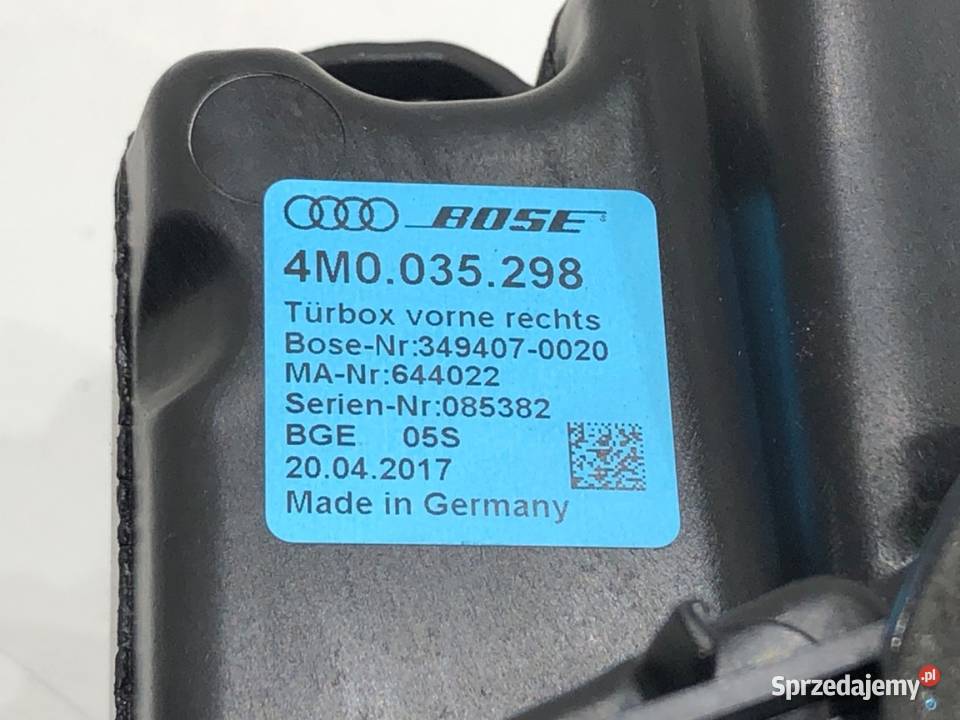 BOSE
4M0.035.298
Türbox vorne rechts
Bose-Nr:349407-0020
MA-Nr:644022
Serien-Nr:085382
BGE 05S
20.04.2017
Made in Germany
Sprzedajemy.pl